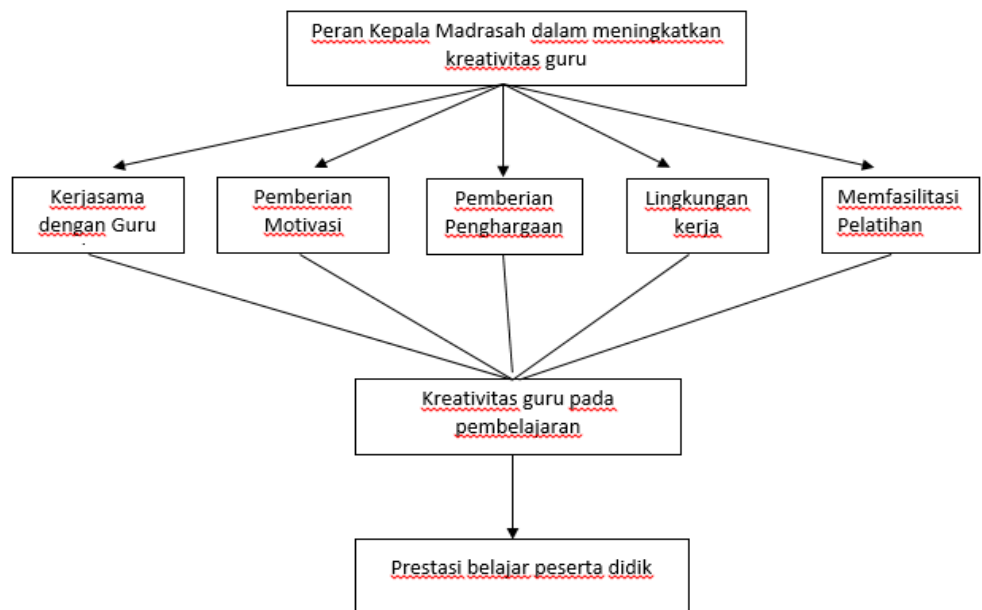 Peran Kepala Madrasah dalam meningkatkan
kreativitas guru
Kerjasama
dengan Guru
.
Pemberian
Motivasi
Pemberian
Penghargaan
Lingkungan
kerja
Memfasilitasi
Pelatihan
Kreativitas guru pada
pembelajaran
Prestasi belajar peserta didik